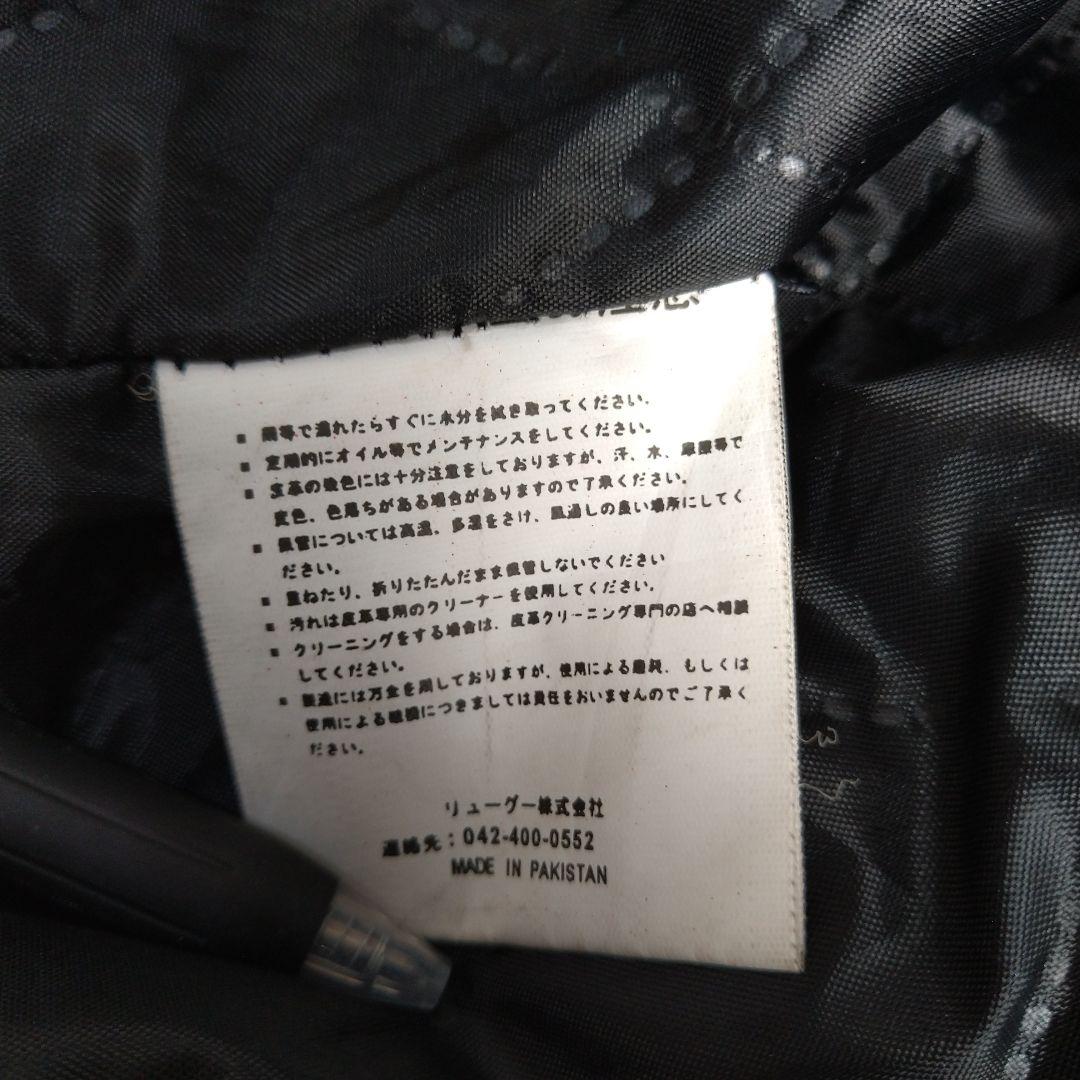 ■ 雨等で濡れたらすぐに水分を拭き取ってください。
■ 定期的にオイル等でメンテナンスをしてください。
■ 皮革の染色には十分注意をしておりますが、汗、水、摩擦等で
変色、色落ちがある場合がありますので了承ください。
■ 保管については高温、多湿をさけ、風通しの良い場所にしてく
ださい。
■ 重ねたり、折りたたんだまま保管しないでください
■ 汚れは皮革専用のクリーナーを使用してください。
■ クリーニングをする場合は、皮革クリーニング専門の店へ相談
してください。
■ 製造には万全を期しておりますが、使用による磨耗、もしくは
使用による破損につきましては責任をおいませんのでご了承く
ださい。
リューグー株式会社
連絡先：042-400-0552
MADE IN PAKISTAN